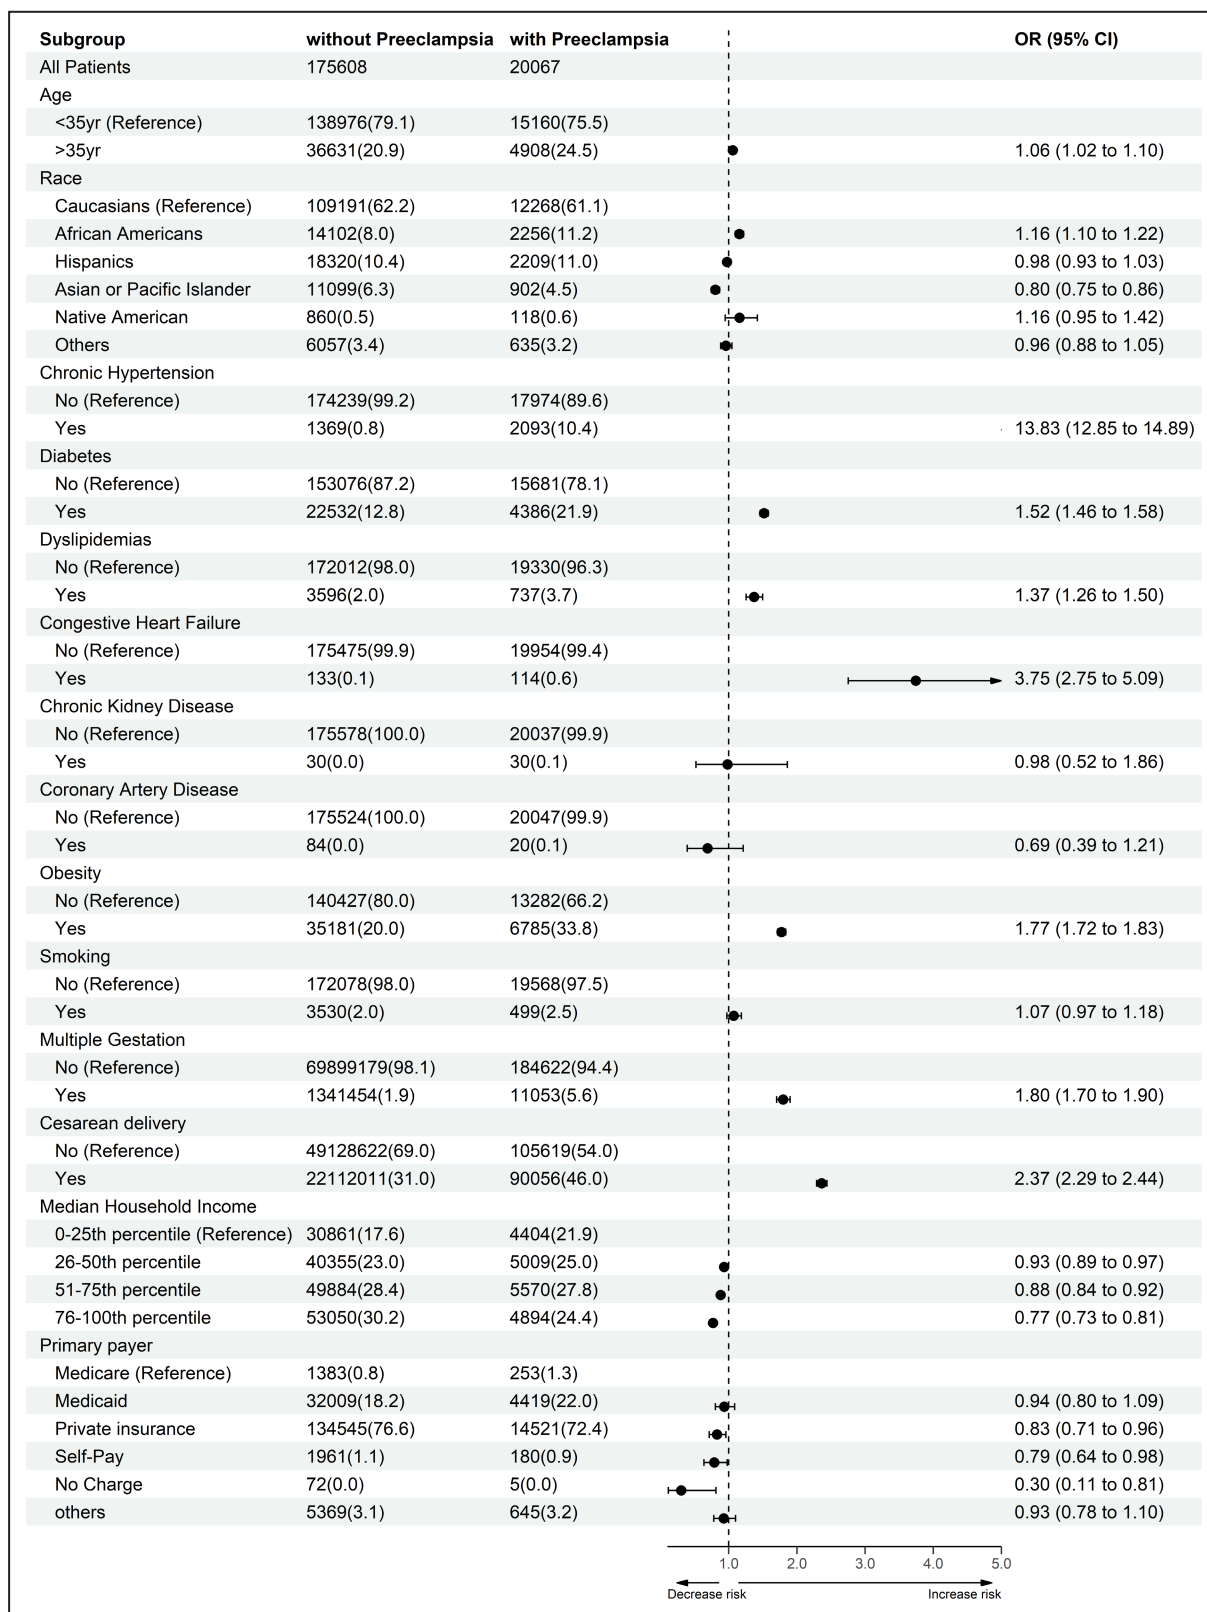 Subgroup without Preeclampsia with Preeclampsia OR (95% CI)
All Patients 175608 20067
Age
<35yr (Reference) 138976(79.1) 15160(75.5)
>35yr 36631(20.9) 4908(24.5) 1.06 (1.02 to 1.10)
Race
Caucasians (Reference) 109191(62.2) 12268(61.1)
African Americans 14102(8.0) 2256(11.2) 1.16 (1.10 to 1.22)
Hispanics 18320(10.4) 2209(11.0) 0.98 (0.93 to 1.03)
Asian or Pacific Islander 11099(6.3) 902(4.5) 0.80 (0.75 to 0.86)
Native American 860(0.5) 118(0.6) 1.16 (0.95 to 1.42)
Others 6057(3.4) 635(3.2) 0.96 (0.88 to 1.05)
Chronic Hypertension
No (Reference) 174239(99.2) 17974(89.6)
Yes 1369(0.8) 2093(10.4) 13.83 (12.85 to 14.89)
Diabetes
No (Reference) 153076(87.2) 15681(78.1)
Yes 22532(12.8) 4386(21.9) 1.52 (1.46 to 1.58)
Dyslipidemias
No (Reference) 172012(98.0) 19330(96.3)
Yes 3596(2.0) 737(3.7) 1.37 (1.26 to 1.50)
Congestive Heart Failure
No (Reference) 175475(99.9) 19954(99.4)
Yes 133(0.1) 114(0.6) 3.75 (2.75 to 5.09)
Chronic Kidney Disease
No (Reference) 175578(100.0) 20037(99.9)
Yes 30(0.0) 30(0.1) 0.98 (0.52 to 1.86)
Coronary Artery Disease
No (Reference) 175524(100.0) 20047(99.9)
Yes 84(0.0) 20(0.1) 0.69 (0.39 to 1.21)
Obesity
No (Reference) 140427(80.0) 13282(66.2)
Yes 35181(20.0) 6785(33.8) 1.77 (1.72 to 1.83)
Smoking
No (Reference) 172078(98.0) 19568(97.5)
Yes 3530(2.0) 499(2.5) 1.07 (0.97 to 1.18)
Multiple Gestation
No (Reference) 69899179(98.1) 184622(94.4)
Yes 1341454(1.9) 11053(5.6) 1.80 (1.70 to 1.90)
Cesarean delivery
No (Reference) 49128622(69.0) 105619(54.0)
Yes 22112011(31.0) 90056(46.0) 2.37 (2.29 to 2.44)
Median Household Income
0-25th percentile (Reference) 30861(17.6) 4404(21.9)
26-50th percentile 40355(23.0) 5009(25.0) 0.93 (0.89 to 0.97)
51-75th percentile 49884(28.4) 5570(27.8) 0.88 (0.84 to 0.92)
76-100th percentile 53050(30.2) 4894(24.4) 0.77 (0.73 to 0.81)
Primary payer
Medicare (Reference) 1383(0.8) 253(1.3)
Medicaid 32009(18.2) 4419(22.0) 0.94 (0.80 to 1.09)
Private insurance 134545(76.6) 14521(72.4) 0.83 (0.71 to 0.96)
Self-Pay 1961(1.1) 180(0.9) 0.79 (0.64 to 0.98)
No Charge 72(0.0) 5(0.0) 0.30 (0.11 to 0.81)
others 5369(3.1) 645(3.2) 0.93 (0.78 to 1.10)
1.0 2.0 3.0 4.0 5.0
Decrease risk Increase risk